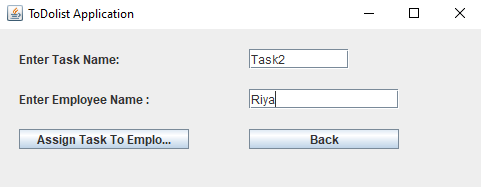 ToDolist Application
Enter Task Name: Task2
Enter Employee Name : Riya
Assign Task To Emplo... Back